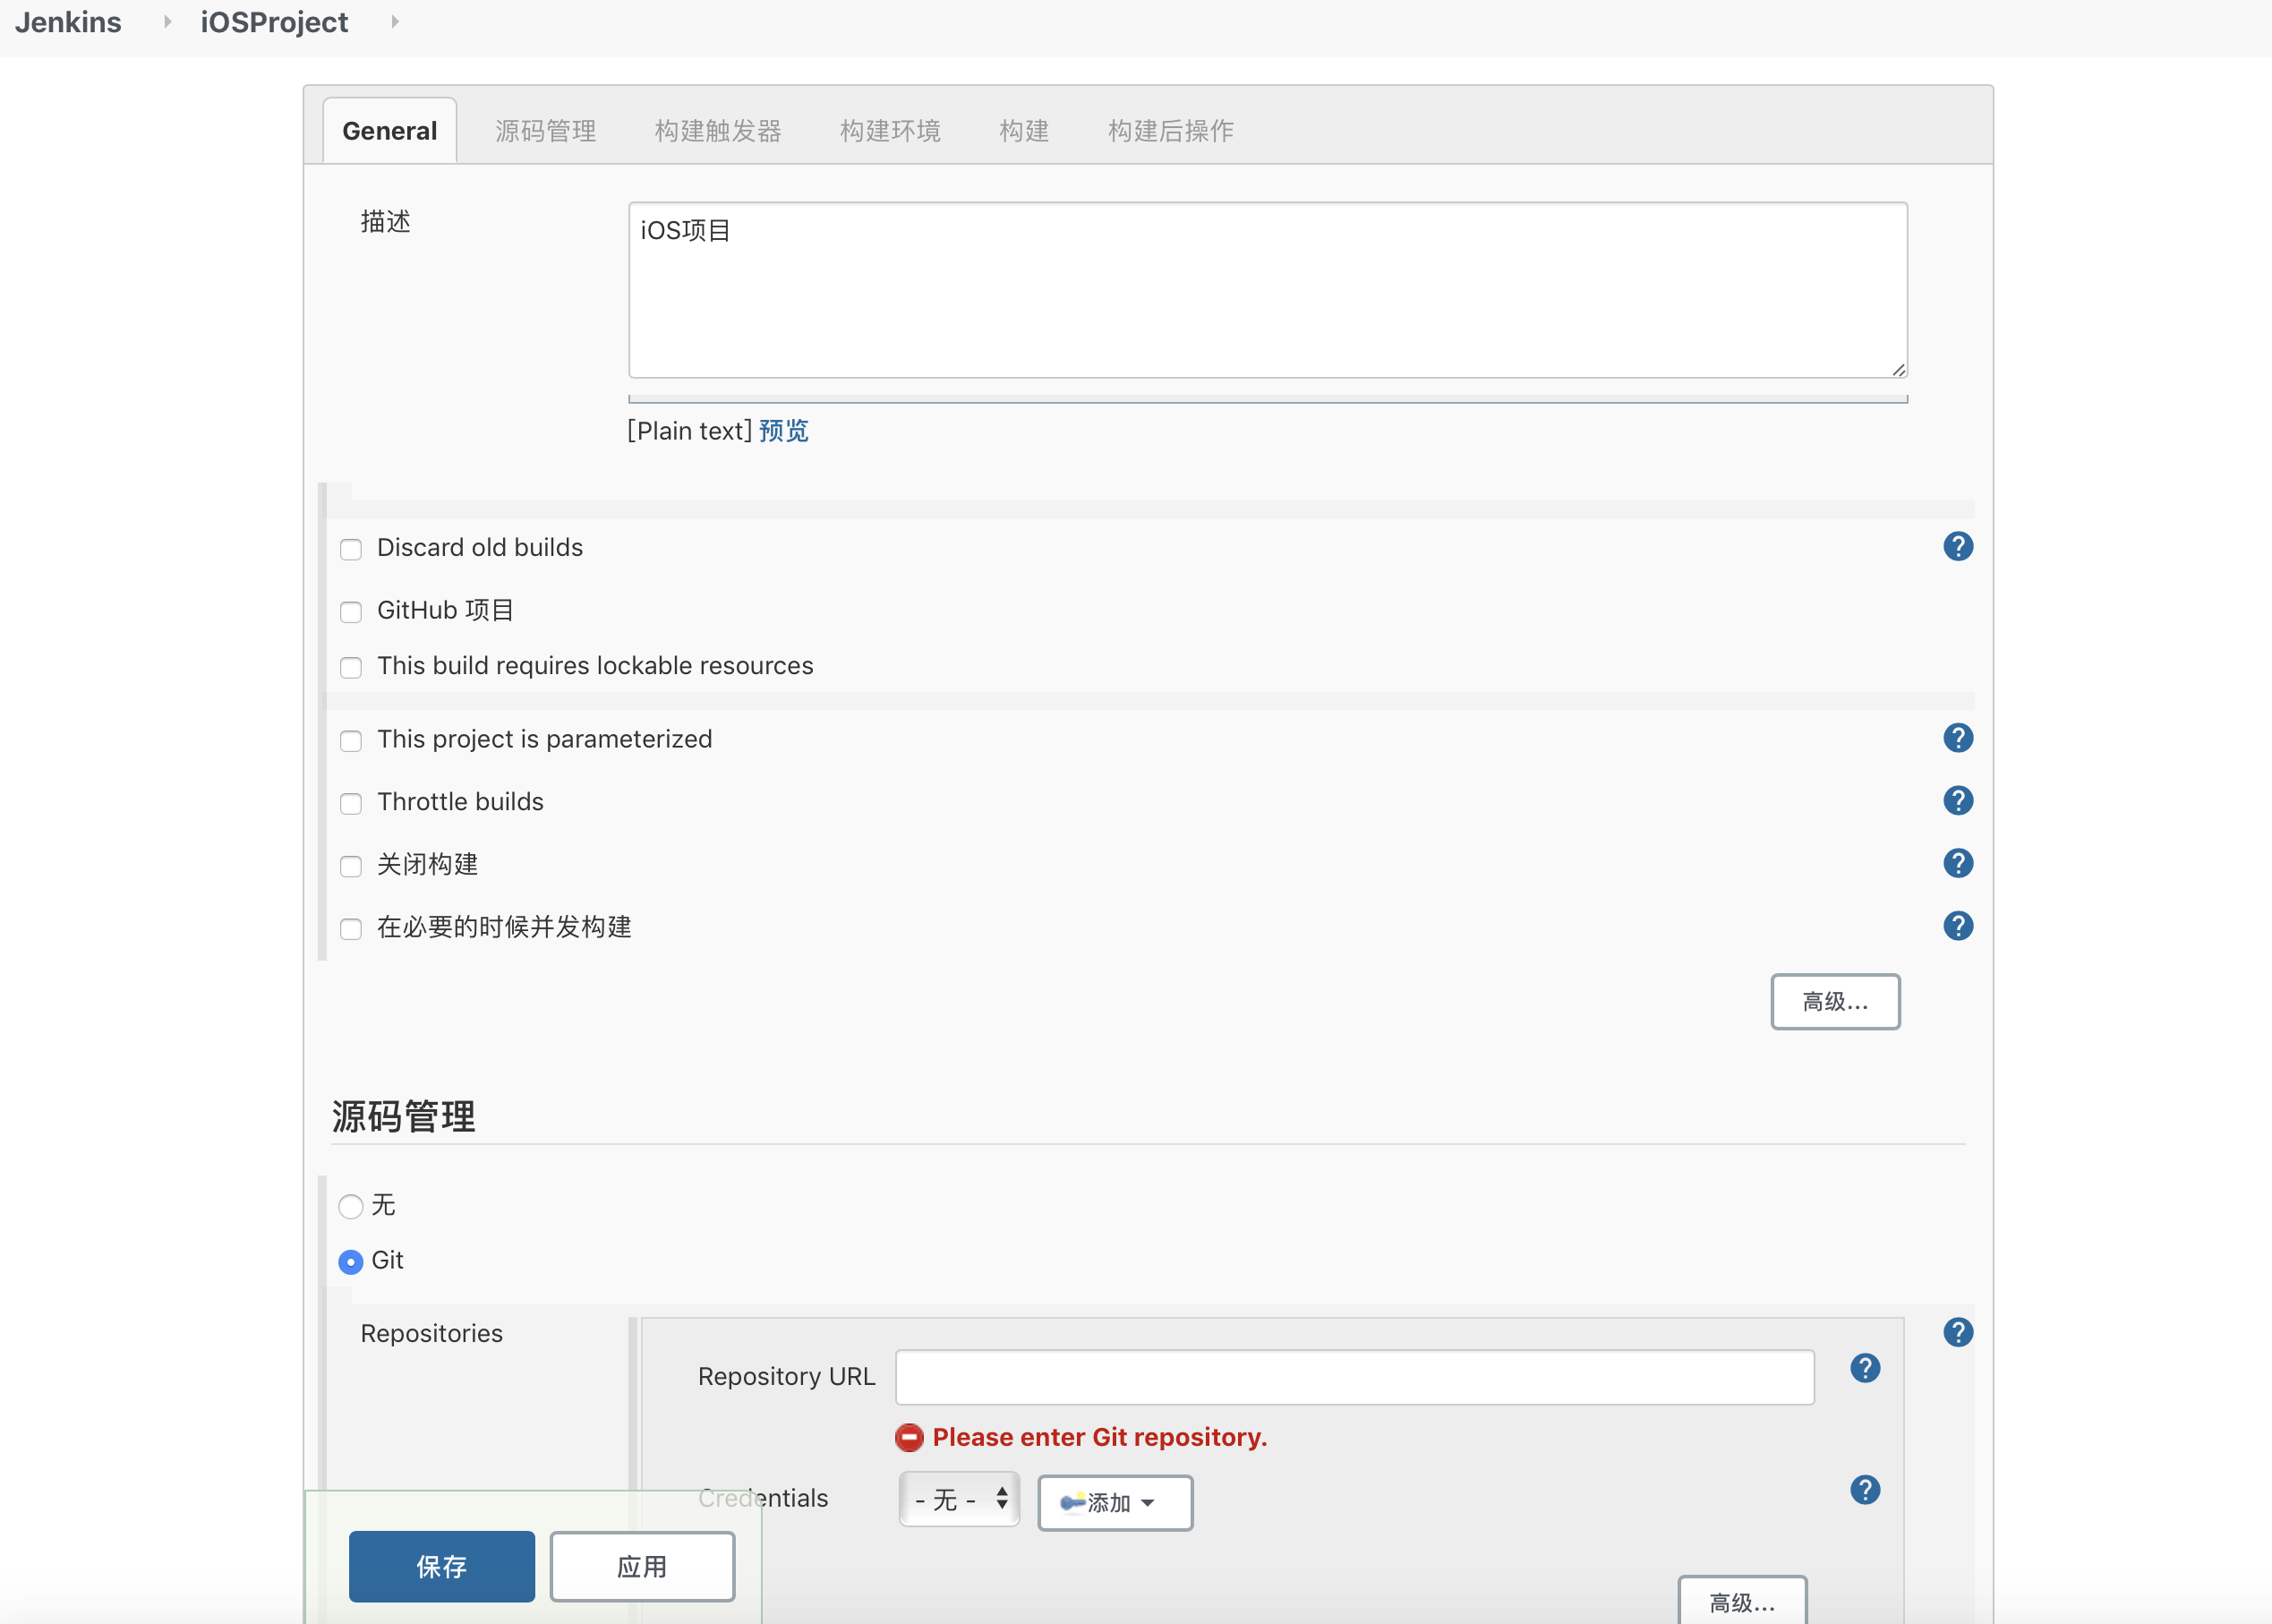 Jenkins iOSProject
General 源码管理 构建触发器 构建环境 构建 构建后操作
描述
iOS项目
[Plain text] 预览
Discard old builds ?
GitHub 项目
This build requires lockable resources
This project is parameterized ?
Throttle builds ?
关闭构建 ?
在必要的时候并发构建 ?
高级...
源码管理
无
Git
Repositories ?
Repository URL ?
Please enter Git repository.
Credentials - 无 - 添加 ?
保存 应用
高级...